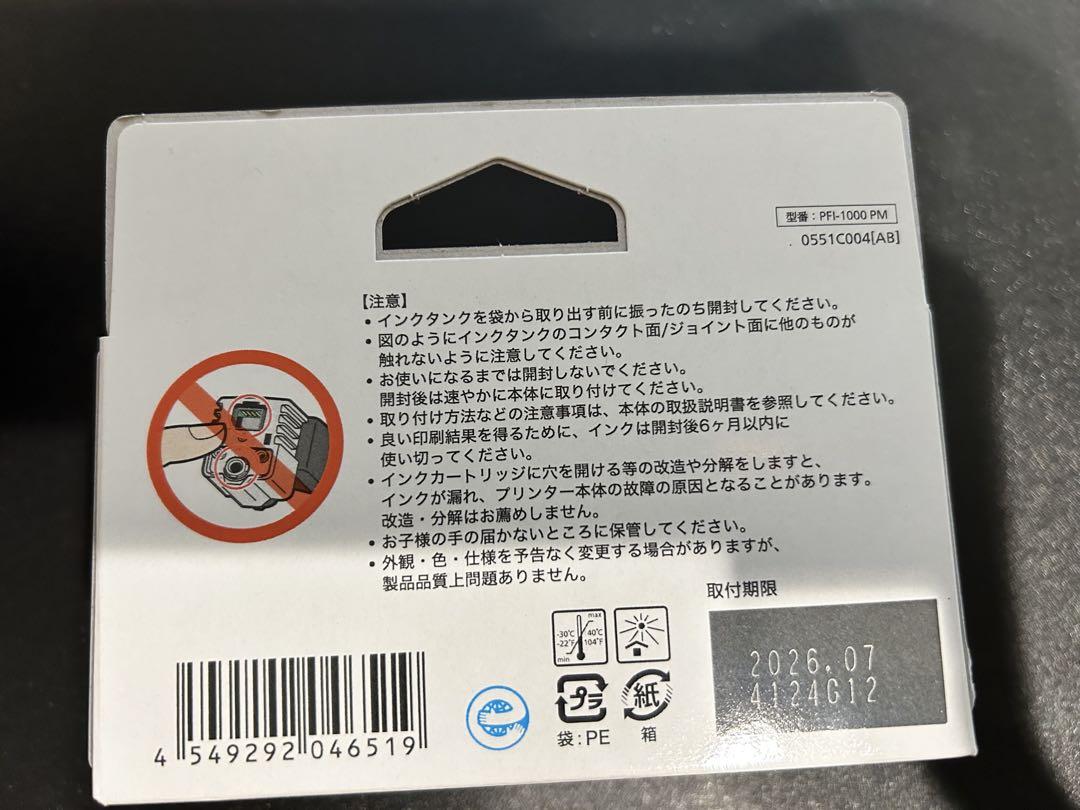 型番：PFI-1000 PM
0551C004[AB]
【注意】
• インクタンクを袋から取り出す前に振ったのち開封してください。
• 図のようにインクタンクのコンタクト面/ジョイント面に他のものが
触れないように注意してください。
• お使いになるまでは開封しないでください。
開封後は速やかに本体に取り付けてください。
• 取り付け方法などの注意事項は、本体の取扱説明書を参照してください。
• 良い印刷結果を得るために、インクは開封後6ヶ月以内に
使い切ってください。
• インクカートリッジに穴を開ける等の改造や分解をしますと、
インクが漏れ、プリンター本体の故障の原因となることがあります。
改造・分解はお薦めしません。
• お子様の手の届かないところに保管してください。
• 外観・色・仕様を予告なく変更する場合がありますが、
製品品質上問題ありません。
取付期限
2026.07
4124G12
max
-30℃ 40℃
-22℉ 104℉
min
プラ
袋：PE
紙
箱
4 549292 046519